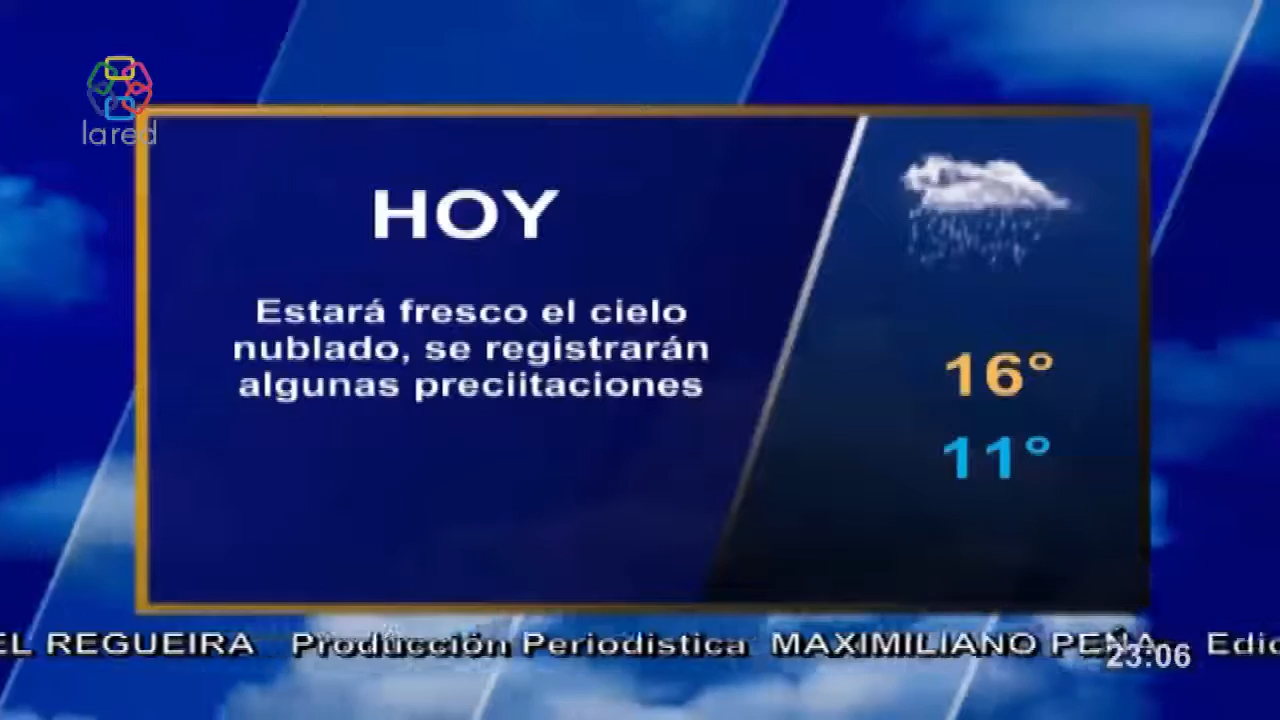 lared
HOY
Estará fresco el cielo
nublado, se registrarán
algunas preciitaciones
16°
11°
EL REGUEIRA Producción Periodistica MAXIMILIANO PEÑA Edic
23:06